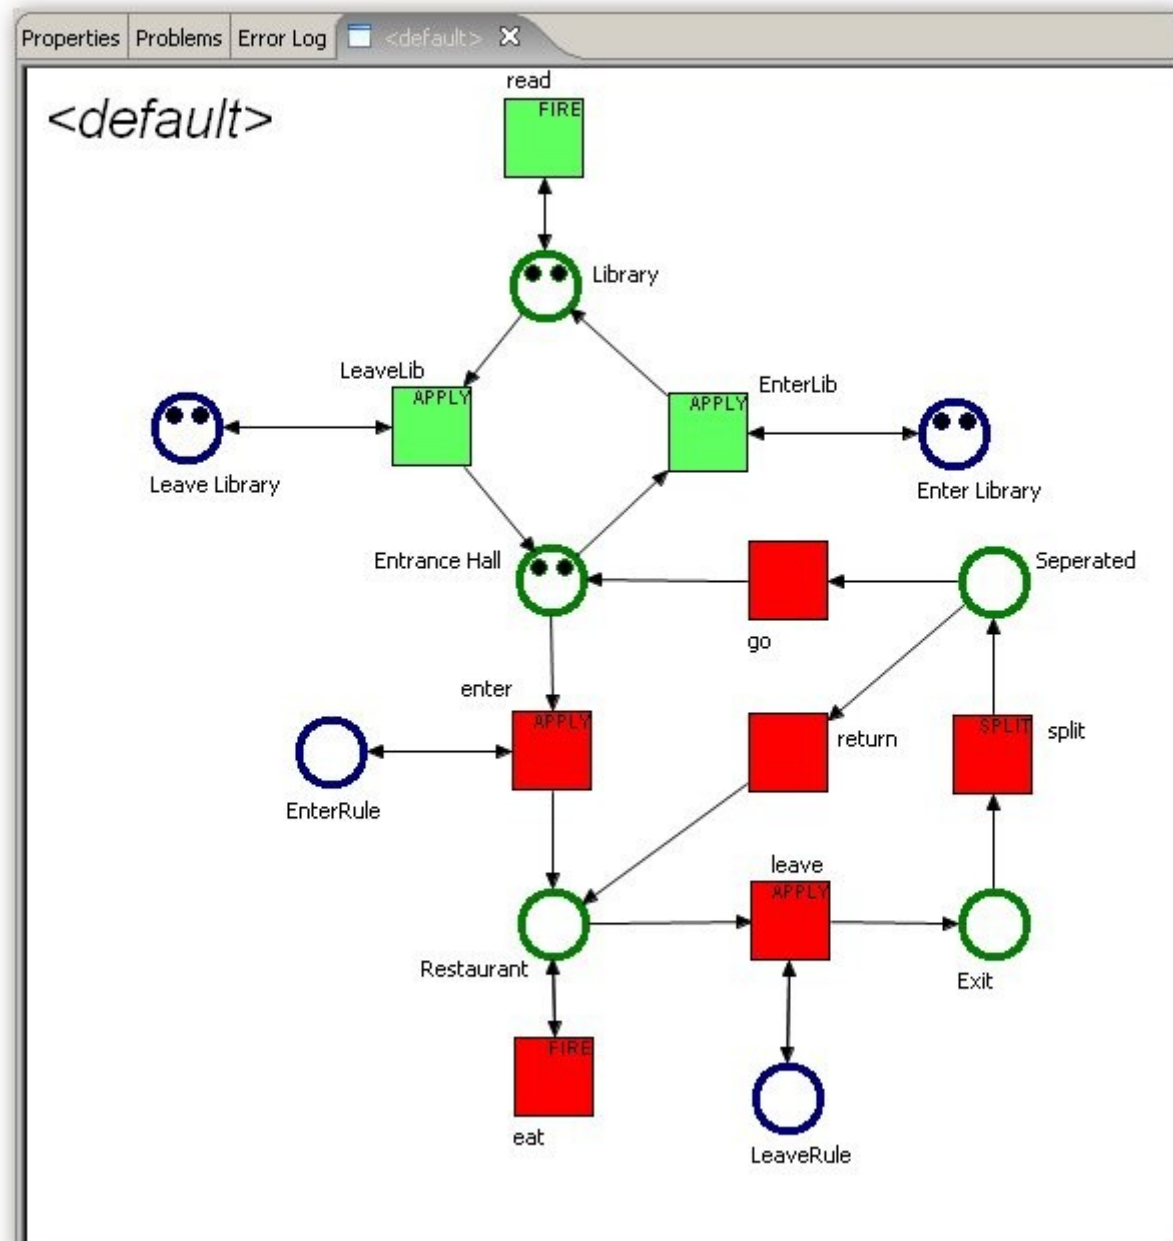 Properties Problems Error Log <default>
<default>
read
FIRE
Library
LeaveLib
APPLY
EnterLib
APPLY
Leave Library
Enter Library
Entrance Hall
Seperated
go
enter
APPLY
return
SPLIT
split
EnterRule
leave
APPLY
Restaurant
Exit
FIRE
eat
LeaveRule